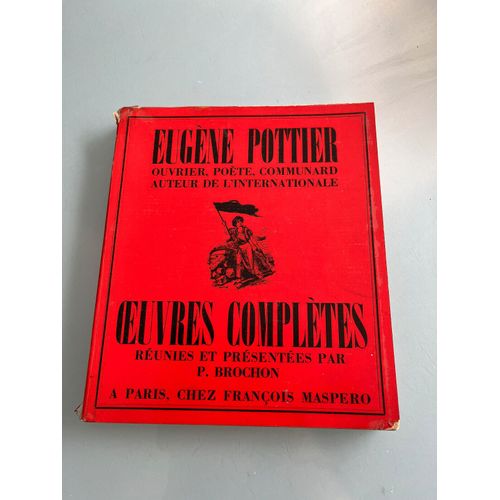 EUGÈNE POTTIER
OUVRIER, POÈTE, COMMUNARD
AUTEUR DE L'INTERNATIONALE
ŒUVRES COMPLÈTES
RÉUNIES ET PRÉSENTÉES PAR
P. BROCHON
A PARIS, CHEZ FRANÇOIS MASPERO